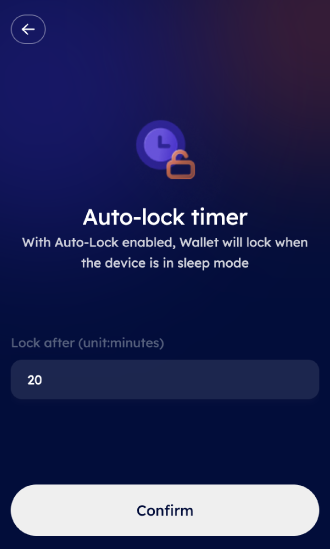 Auto-lock timer
With Auto-Lock enabled, Wallet will lock when
the device is in sleep mode
Lock after (unit:minutes)
20
Confirm